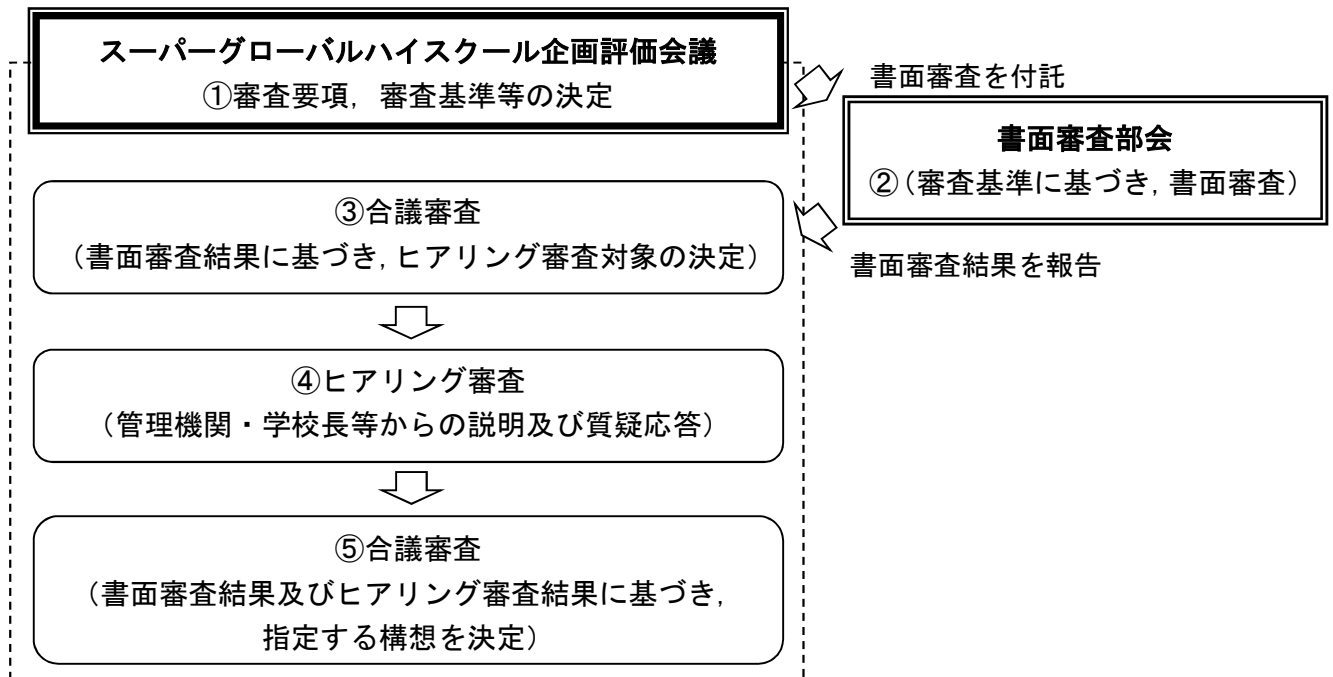 スーパーグローバルハイスクール企画評価会議
①審査要項，審査基準等の決定
書面審査を付託
書面審査部会
②（審査基準に基づき，書面審査）
書面審査結果を報告
③合議審査
（書面審査結果に基づき，ヒアリング審査対象の決定）
④ヒアリング審査
（管理機関・学校長等からの説明及び質疑応答）
⑤合議審査
（書面審査結果及びヒアリング審査結果に基づき，
指定する構想を決定）